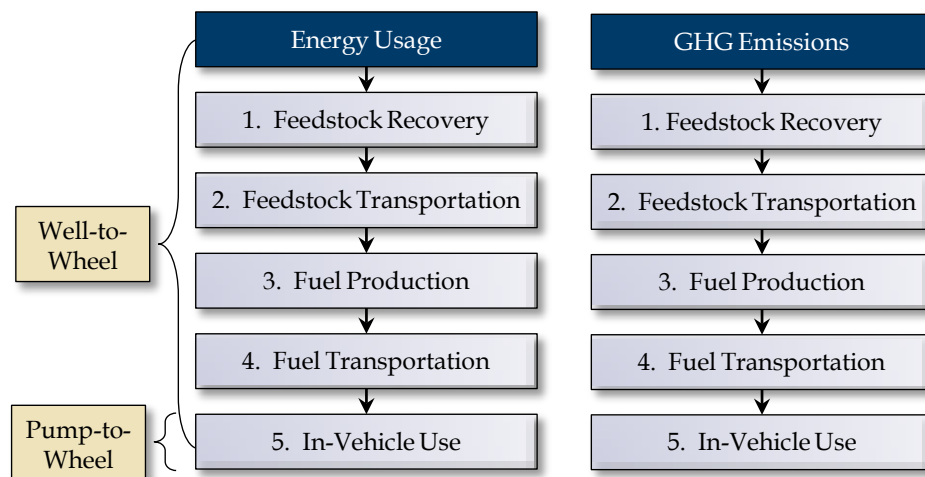 Energy Usage
GHG Emissions
1. Feedstock Recovery
1. Feedstock Recovery
2. Feedstock Transportation
2. Feedstock Transportation
Well-to-
Wheel
3. Fuel Production
3. Fuel Production
4. Fuel Transportation
4. Fuel Transportation
Pump-to-
Wheel
5. In-Vehicle Use
5. In-Vehicle Use